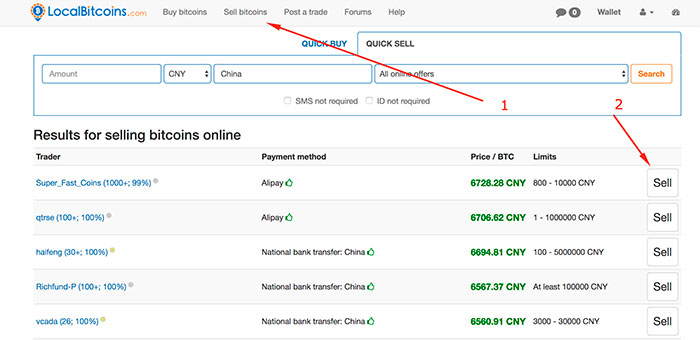 LocalBitcoins.com Buy bitcoins Sell bitcoins Post a trade Forums Help 0 Wallet
QUICK BUY QUICK SELL
Amount CNY China All online offers Search
SMS not required ID not required 1 2
Results for selling bitcoins online
Trader Payment method Price / BTC Limits
Super_Fast_Coins (1000+; 99%) Alipay 6728.28 CNY 800 - 10000 CNY Sell
qtrse (100+; 100%) Alipay 6706.62 CNY 1 - 1000000 CNY Sell
haifeng (30+; 100%) National bank transfer: China 6694.81 CNY 100 - 5000000 CNY Sell
Richfund-P (100+; 100%) National bank transfer: China 6567.37 CNY At least 100000 CNY Sell
vcada (26; 100%) National bank transfer: China 6560.91 CNY 3000 - 30000 CNY Sell